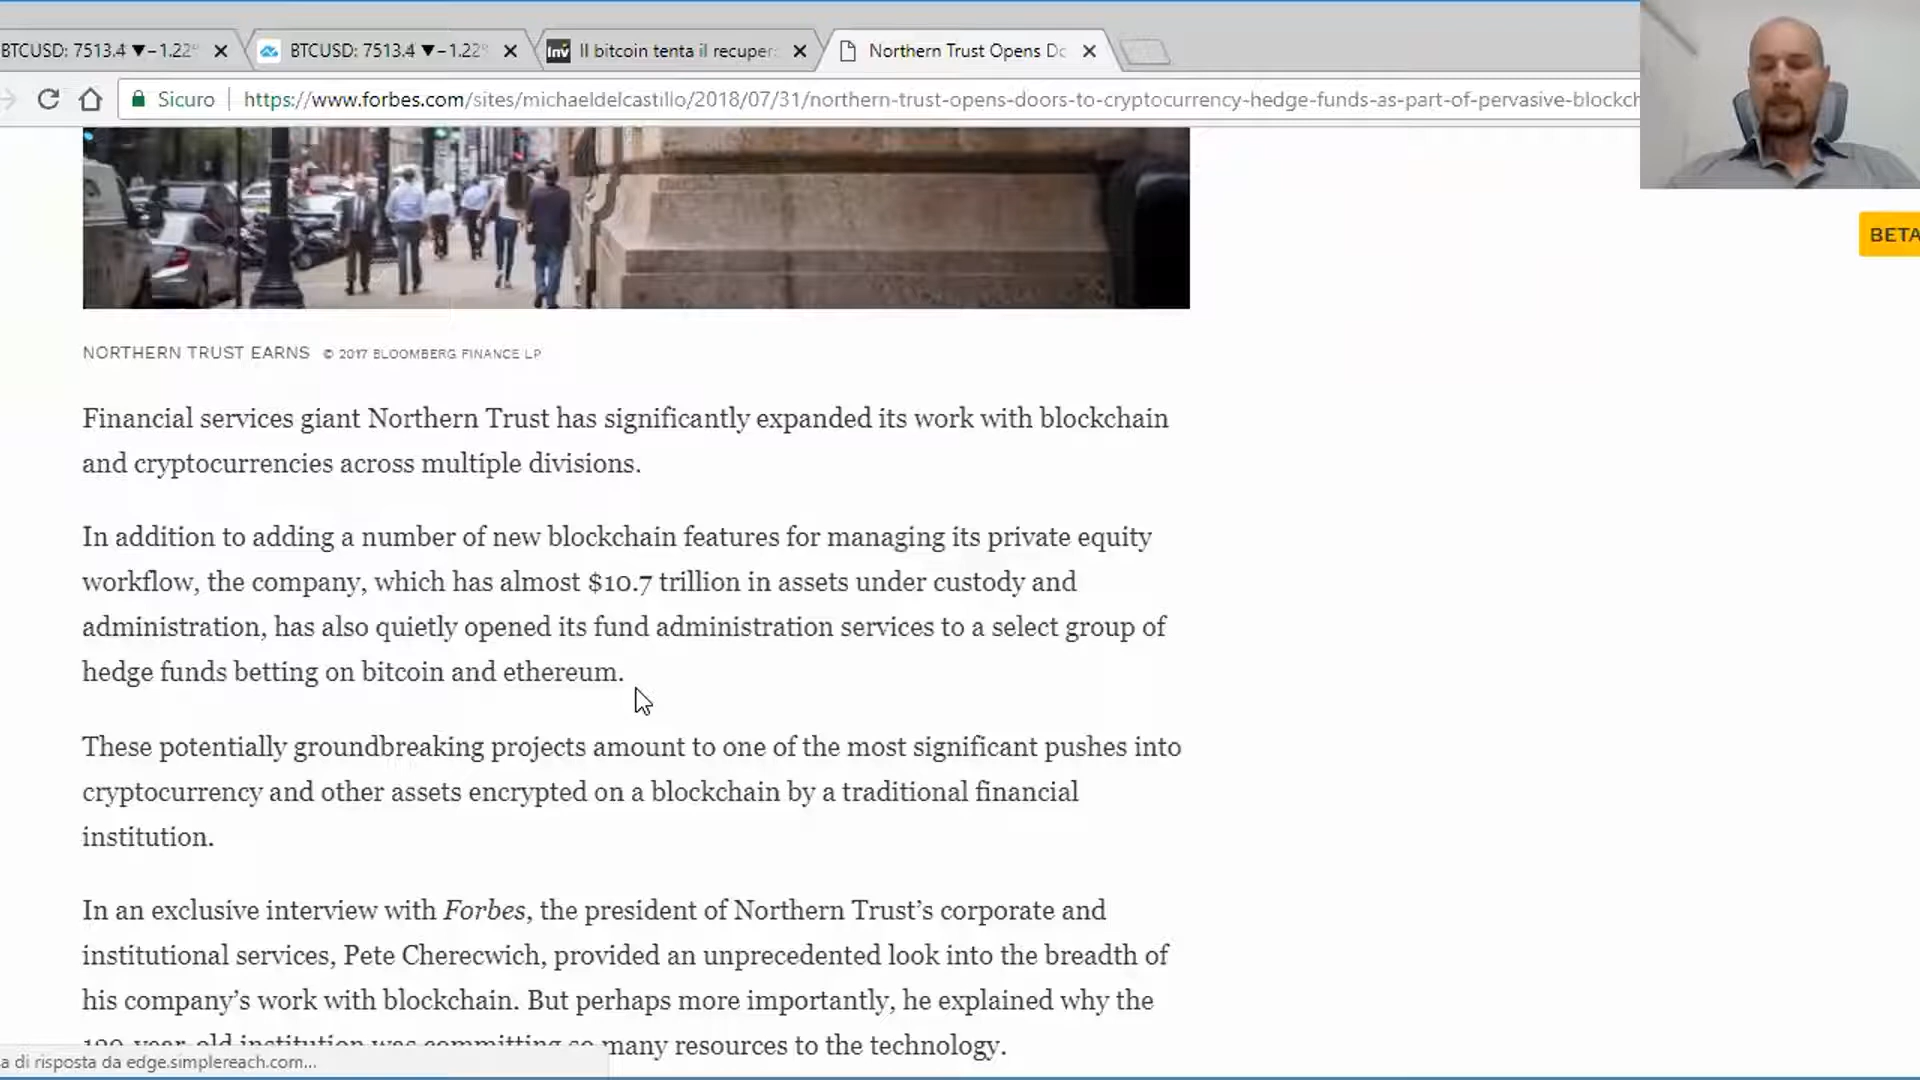 BTCUSD: 7513.4 ▼−1.22
BTCUSD: 7513.4 ▼−1.22
Inv Il bitcoin tenta il recuper
Northern Trust Opens Do
Sicuro https://www.forbes.com/sites/michaeldelcastillo/2018/07/31/northern-trust-opens-doors-to-cryptocurrency-hedge-funds-as-part-of-pervasive-blockch
BETA
NORTHERN TRUST EARNS © 2017 BLOOMBERG FINANCE LP
Financial services giant Northern Trust has significantly expanded its work with blockchain
and cryptocurrencies across multiple divisions.
In addition to adding a number of new blockchain features for managing its private equity
workflow, the company, which has almost $10.7 trillion in assets under custody and
administration, has also quietly opened its fund administration services to a select group of
hedge funds betting on bitcoin and ethereum.
These potentially groundbreaking projects amount to one of the most significant pushes into
cryptocurrency and other assets encrypted on a blockchain by a traditional financial
institution.
In an exclusive interview with Forbes, the president of Northern Trust’s corporate and
institutional services, Pete Cherecwich, provided an unprecedented look into the breadth of
his company’s work with blockchain. But perhaps more importantly, he explained why the
institution was committing so many resources to the technology.
a di risposta da edge.simplereach.com...